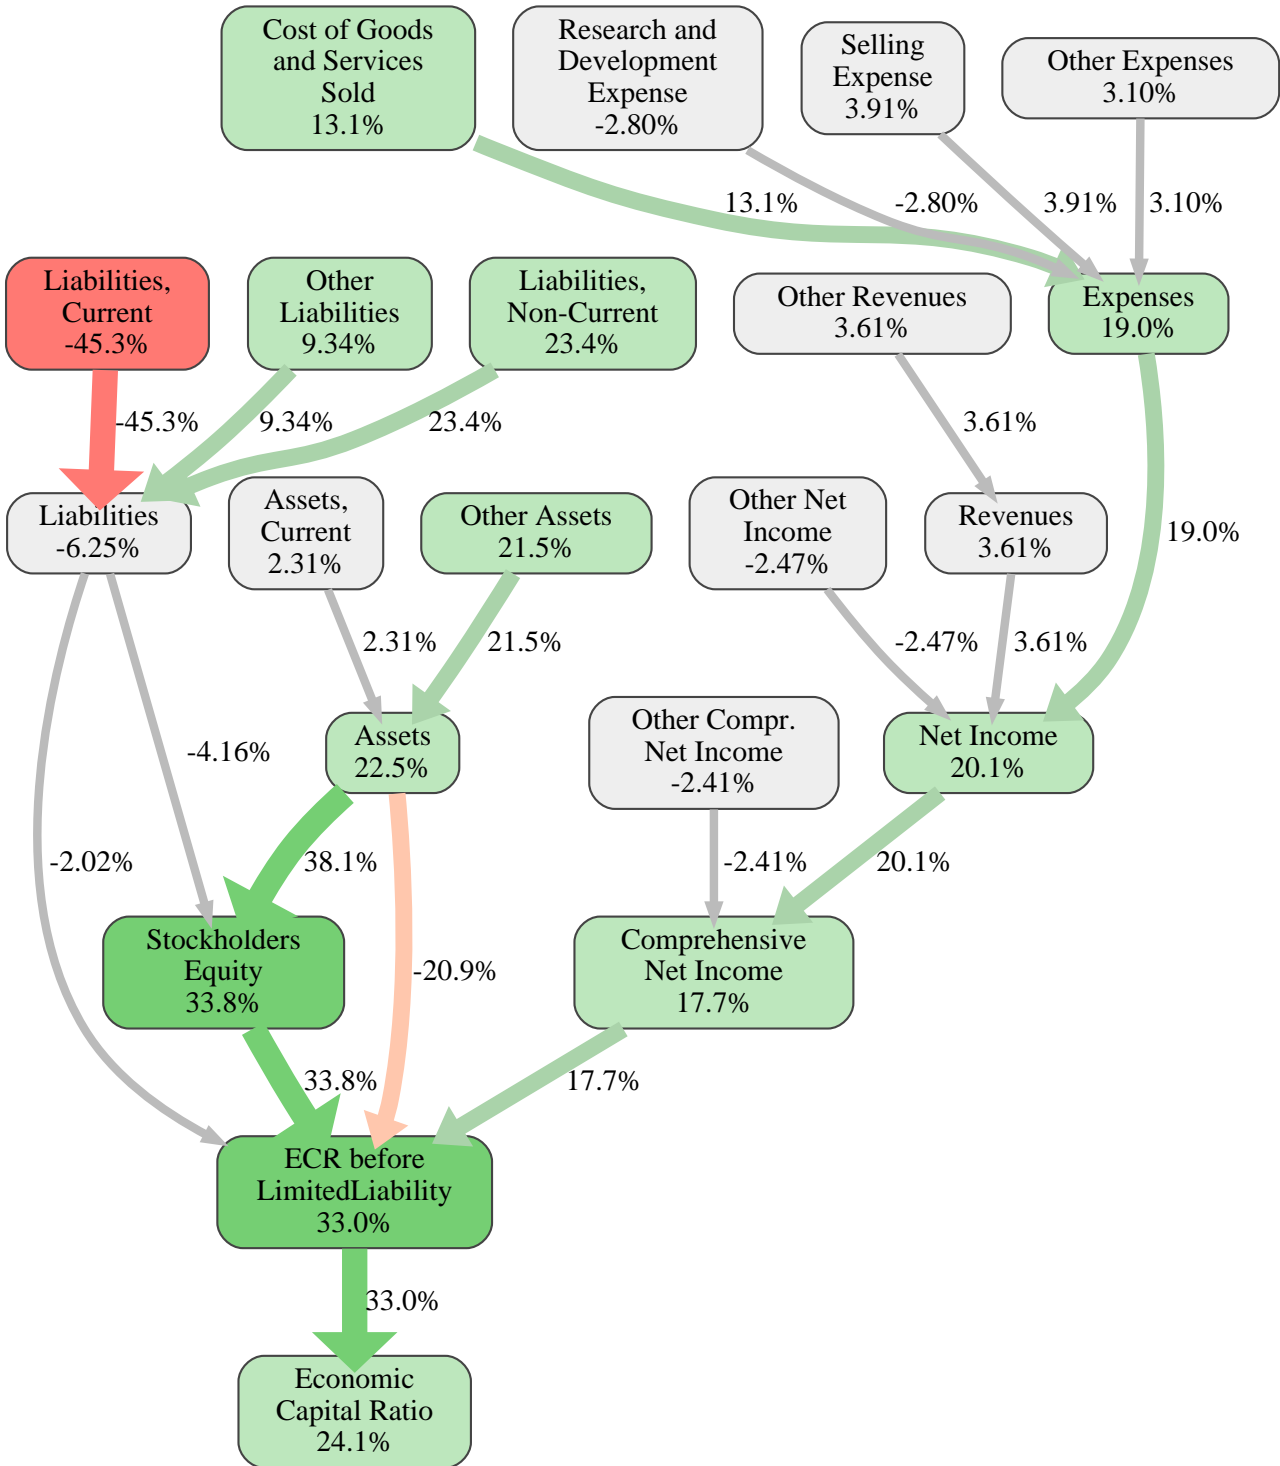 Cost of Goods
and Services
Sold
13.1%
Research and
Development
Expense
-2.80%
Selling
Expense
3.91%
Other Expenses
3.10%
13.1%
-2.80%
3.91%
3.10%
Liabilities,
Current
-45.3%
Other
Liabilities
9.34%
Liabilities,
Non-Current
23.4%
Other Revenues
3.61%
Expenses
19.0%
-45.3%
9.34%
23.4%
3.61%
19.0%
Liabilities
-6.25%
Assets,
Current
2.31%
Other Assets
21.5%
Other Net
Income
-2.47%
Revenues
3.61%
2.31%
21.5%
-2.47%
3.61%
-4.16%
Assets
22.5%
Other Compr.
Net Income
-2.41%
Net Income
20.1%
-2.02%
38.1%
-20.9%
-2.41%
20.1%
Stockholders
Equity
33.8%
Comprehensive
Net Income
17.7%
33.8%
17.7%
ECR before
LimitedLiability
33.0%
33.0%
Economic
Capital Ratio
24.1%